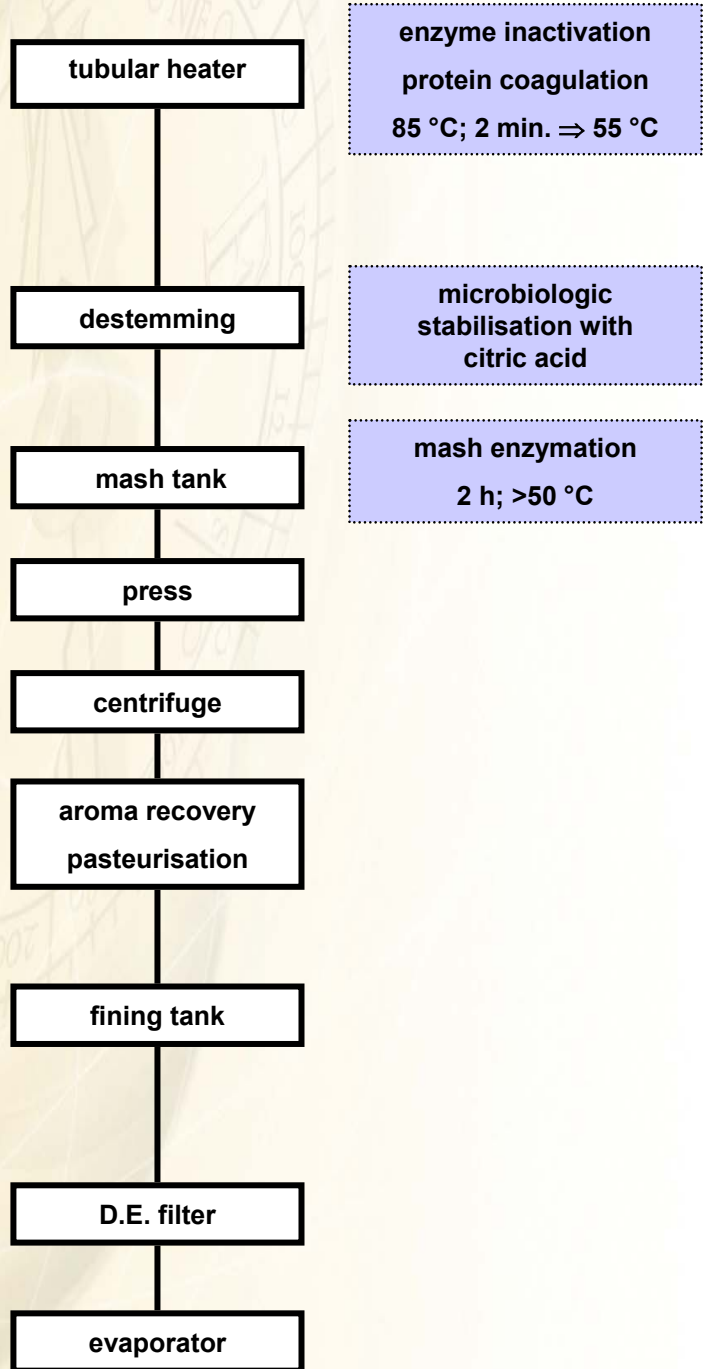 tubular heater
enzyme inactivation
protein coagulation
85 °C; 2 min. ⇒ 55 °C
destemming
microbiologic
stabilisation with
citric acid
mash tank
mash enzymation
2 h; >50 °C
press
centrifuge
aroma recovery
pasteurisation
fining tank
D.E. filter
evaporator